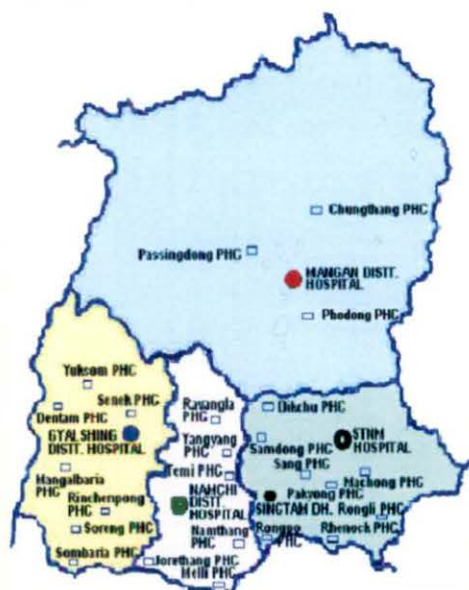 Chungthang PHC
Passingdong PHC
MANGAN DISTT.
HOSPITAL
Phodong PHC
Yuksom PHC
Senek PHC
Dentam PHC
GYALSHING
DISTT. HOSPITAL
Mangalbaria
PHC
Rinchenpong
PHC
Soreng PHC
Sombaria PHC
Ravangla
PHC
Yangyang
PHC
Temi PHC
NAMCHI
DISTT.
HOSPITAL
Namthang
PHC
Jorethang PHC
Melli PHC
Dikchu PHC
STNM
HOSPITAL
Samdong PHC
Sang PHC
Machong PHC
Pakyong PHC
SINGTAM DH.
Rongli PHC
Rongpo
PHC
Rhenock PHC